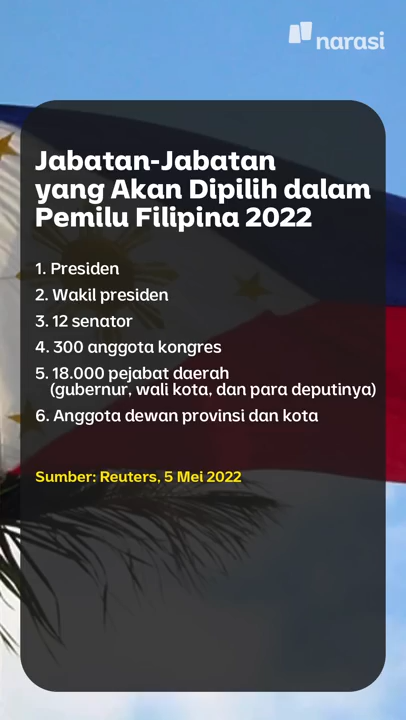 narasi
Jabatan-Jabatan
yang Akan Dipilih dalam
Pemilu Filipina 2022
1. Presiden
2. Wakil presiden
3. 12 senator
4. 300 anggota kongres
5. 18.000 pejabat daerah
(gubernur, wali kota, dan para deputinya)
6. Anggota dewan provinsi dan kota
Sumber: Reuters, 5 Mei 2022